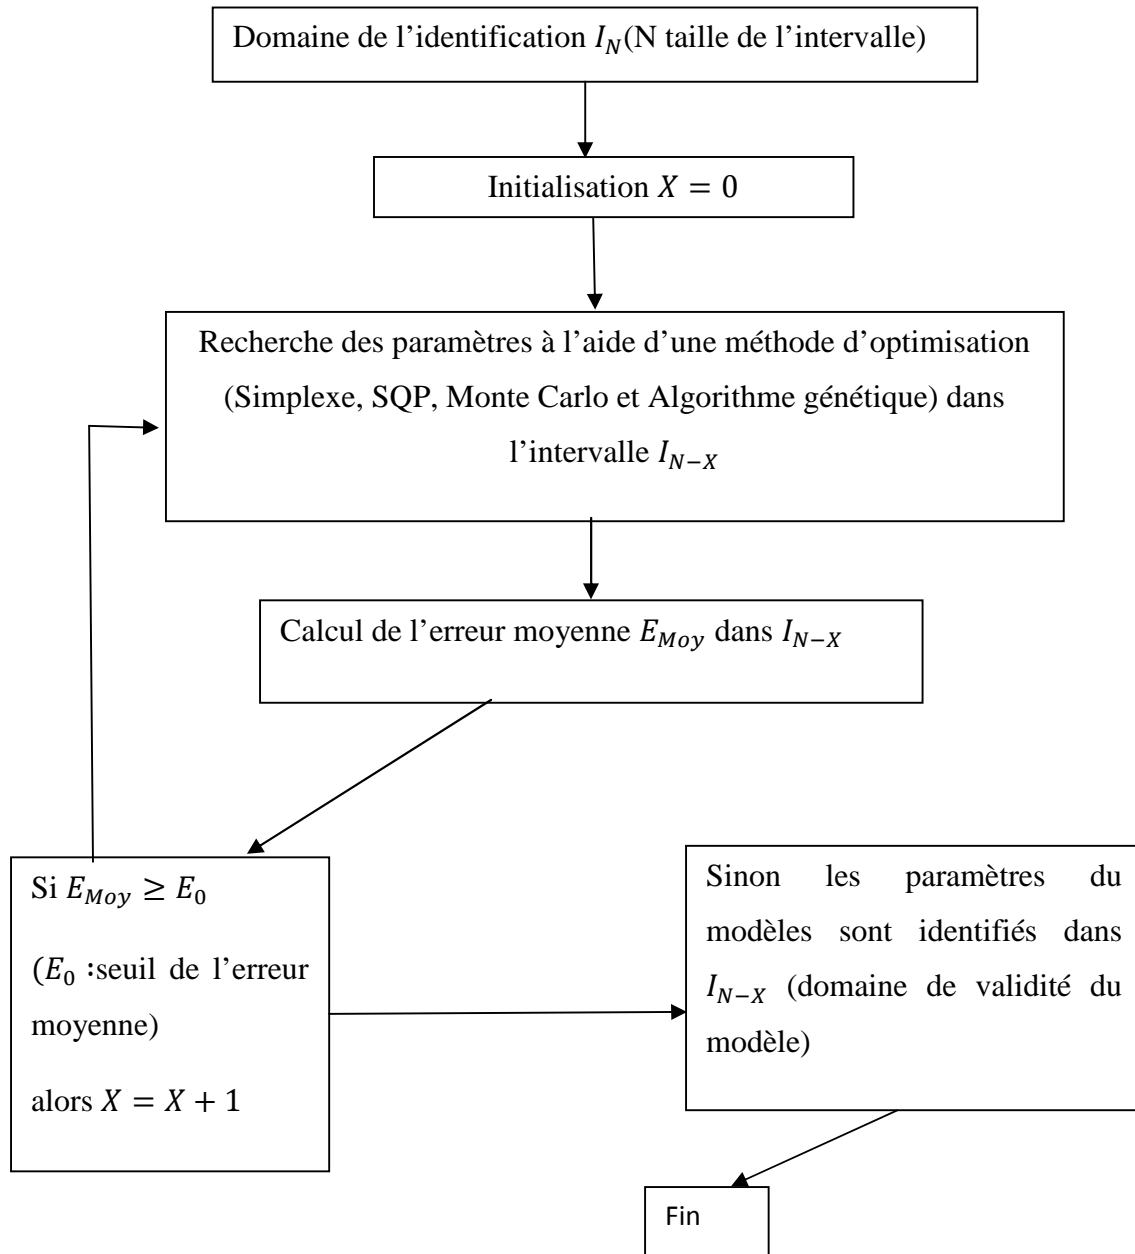 Domaine de l’identification I_N(N taille de l’intervalle)
Initialisation X = 0
Recherche des paramètres à l’aide d’une méthode d’optimisation
(Simplexe, SQP, Monte Carlo et Algorithme génétique) dans
l’intervalle I_{N−X}
Calcul de l’erreur moyenne E_{Moy} dans I_{N−X}
Si E_{Moy} ≥ E_0
(E_0 :seuil de l’erreur
moyenne)
alors X = X + 1
Sinon les paramètres du
modèles sont identifiés dans
I_{N−X} (domaine de validité du
modèle)
Fin